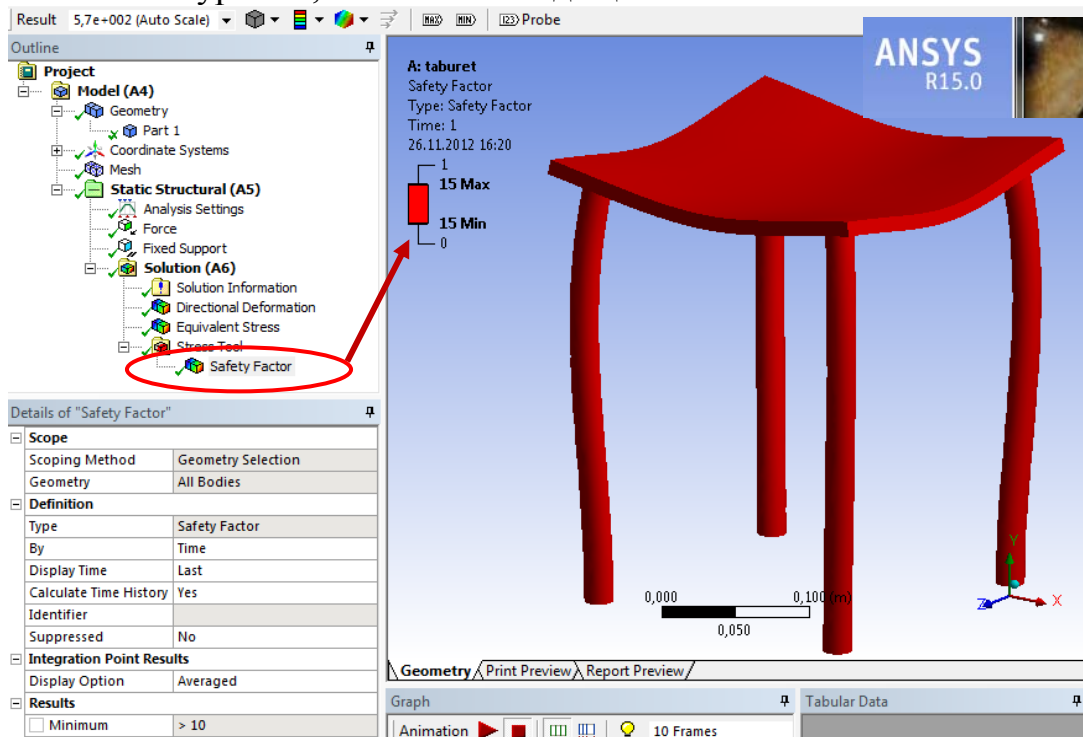 Result 5,7e+002 (Auto Scale) MAX MIN 123 Probe
Outline
Project
Model (A4)
Geometry
Part 1
Coordinate Systems
Mesh
Static Structural (A5)
Analysis Settings
Force
Fixed Support
Solution (A6)
Solution Information
Directional Deformation
Equivalent Stress
Stress Tool
Safety Factor
Details of "Safety Factor"
Scope
Scoping Method Geometry Selection
Geometry All Bodies
Definition
Type Safety Factor
By Time
Display Time Last
Calculate Time History Yes
Identifier
Suppressed No
Integration Point Results
Display Option Averaged
Results
Minimum > 10
A: taburet
Safety Factor
Type: Safety Factor
Time: 1
26.11.2012 16:20
1
15 Max
15 Min
0
ANSYS
R15.0
Y
Z X
0,000 0,100 (m)
0,050
Geometry Print Preview Report Preview
Graph
Animation 10 Frames
Tabular Data